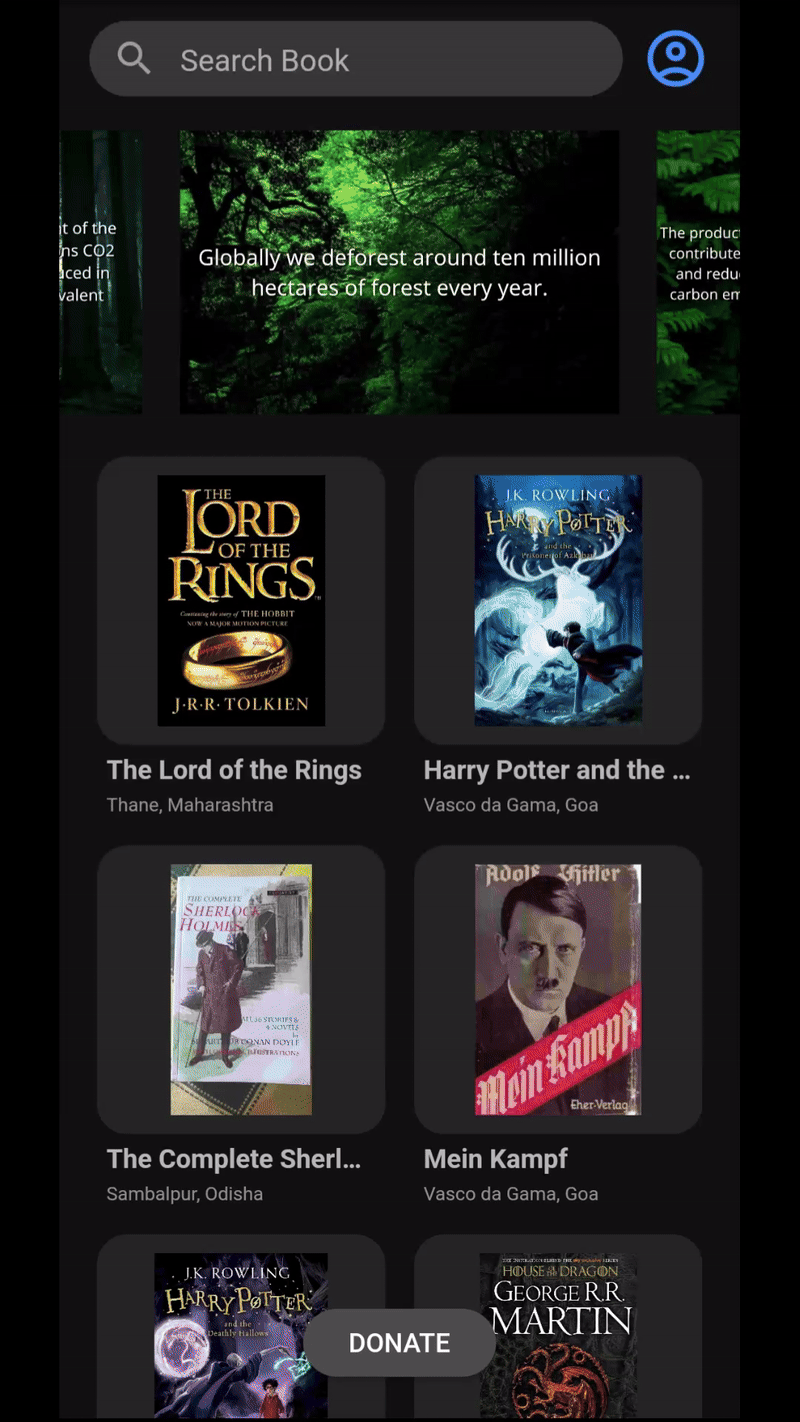 Search Book
it of the
ns CO2
iced in
valent
Globally we deforest around ten million
hectares of forest every year.
The produc
contribute
and redu
carbon em
THE
LORD
OF THE
RINGS
Continuing the story of THE HOBBIT
NOW A MAJOR MOTION PICTURE
J·R·R· TOLKIEN
J.K. ROWLING
HARRY POTTER
and the
Prisoner of Azkaban
The Lord of the Rings
Thane, Maharashtra
Harry Potter and the ...
Vasco da Gama, Goa
THE COMPLETE
SHERLOCK
HOLMES
ALL 56 STORIES &
4 NOVELS
CONAN DOYLE
ILLUSTRATIONS
Adolf Hitler
Mein Kampf
Eher-Verlag
The Complete Sherl...
Sambalpur, Odisha
Mein Kampf
Vasco da Gama, Goa
J.K. ROWLING
HARRY POTTER
and the
Deathly Hallows
HOUSE OF THE DRAGON
GEORGE R.R.
MARTIN
DONATE